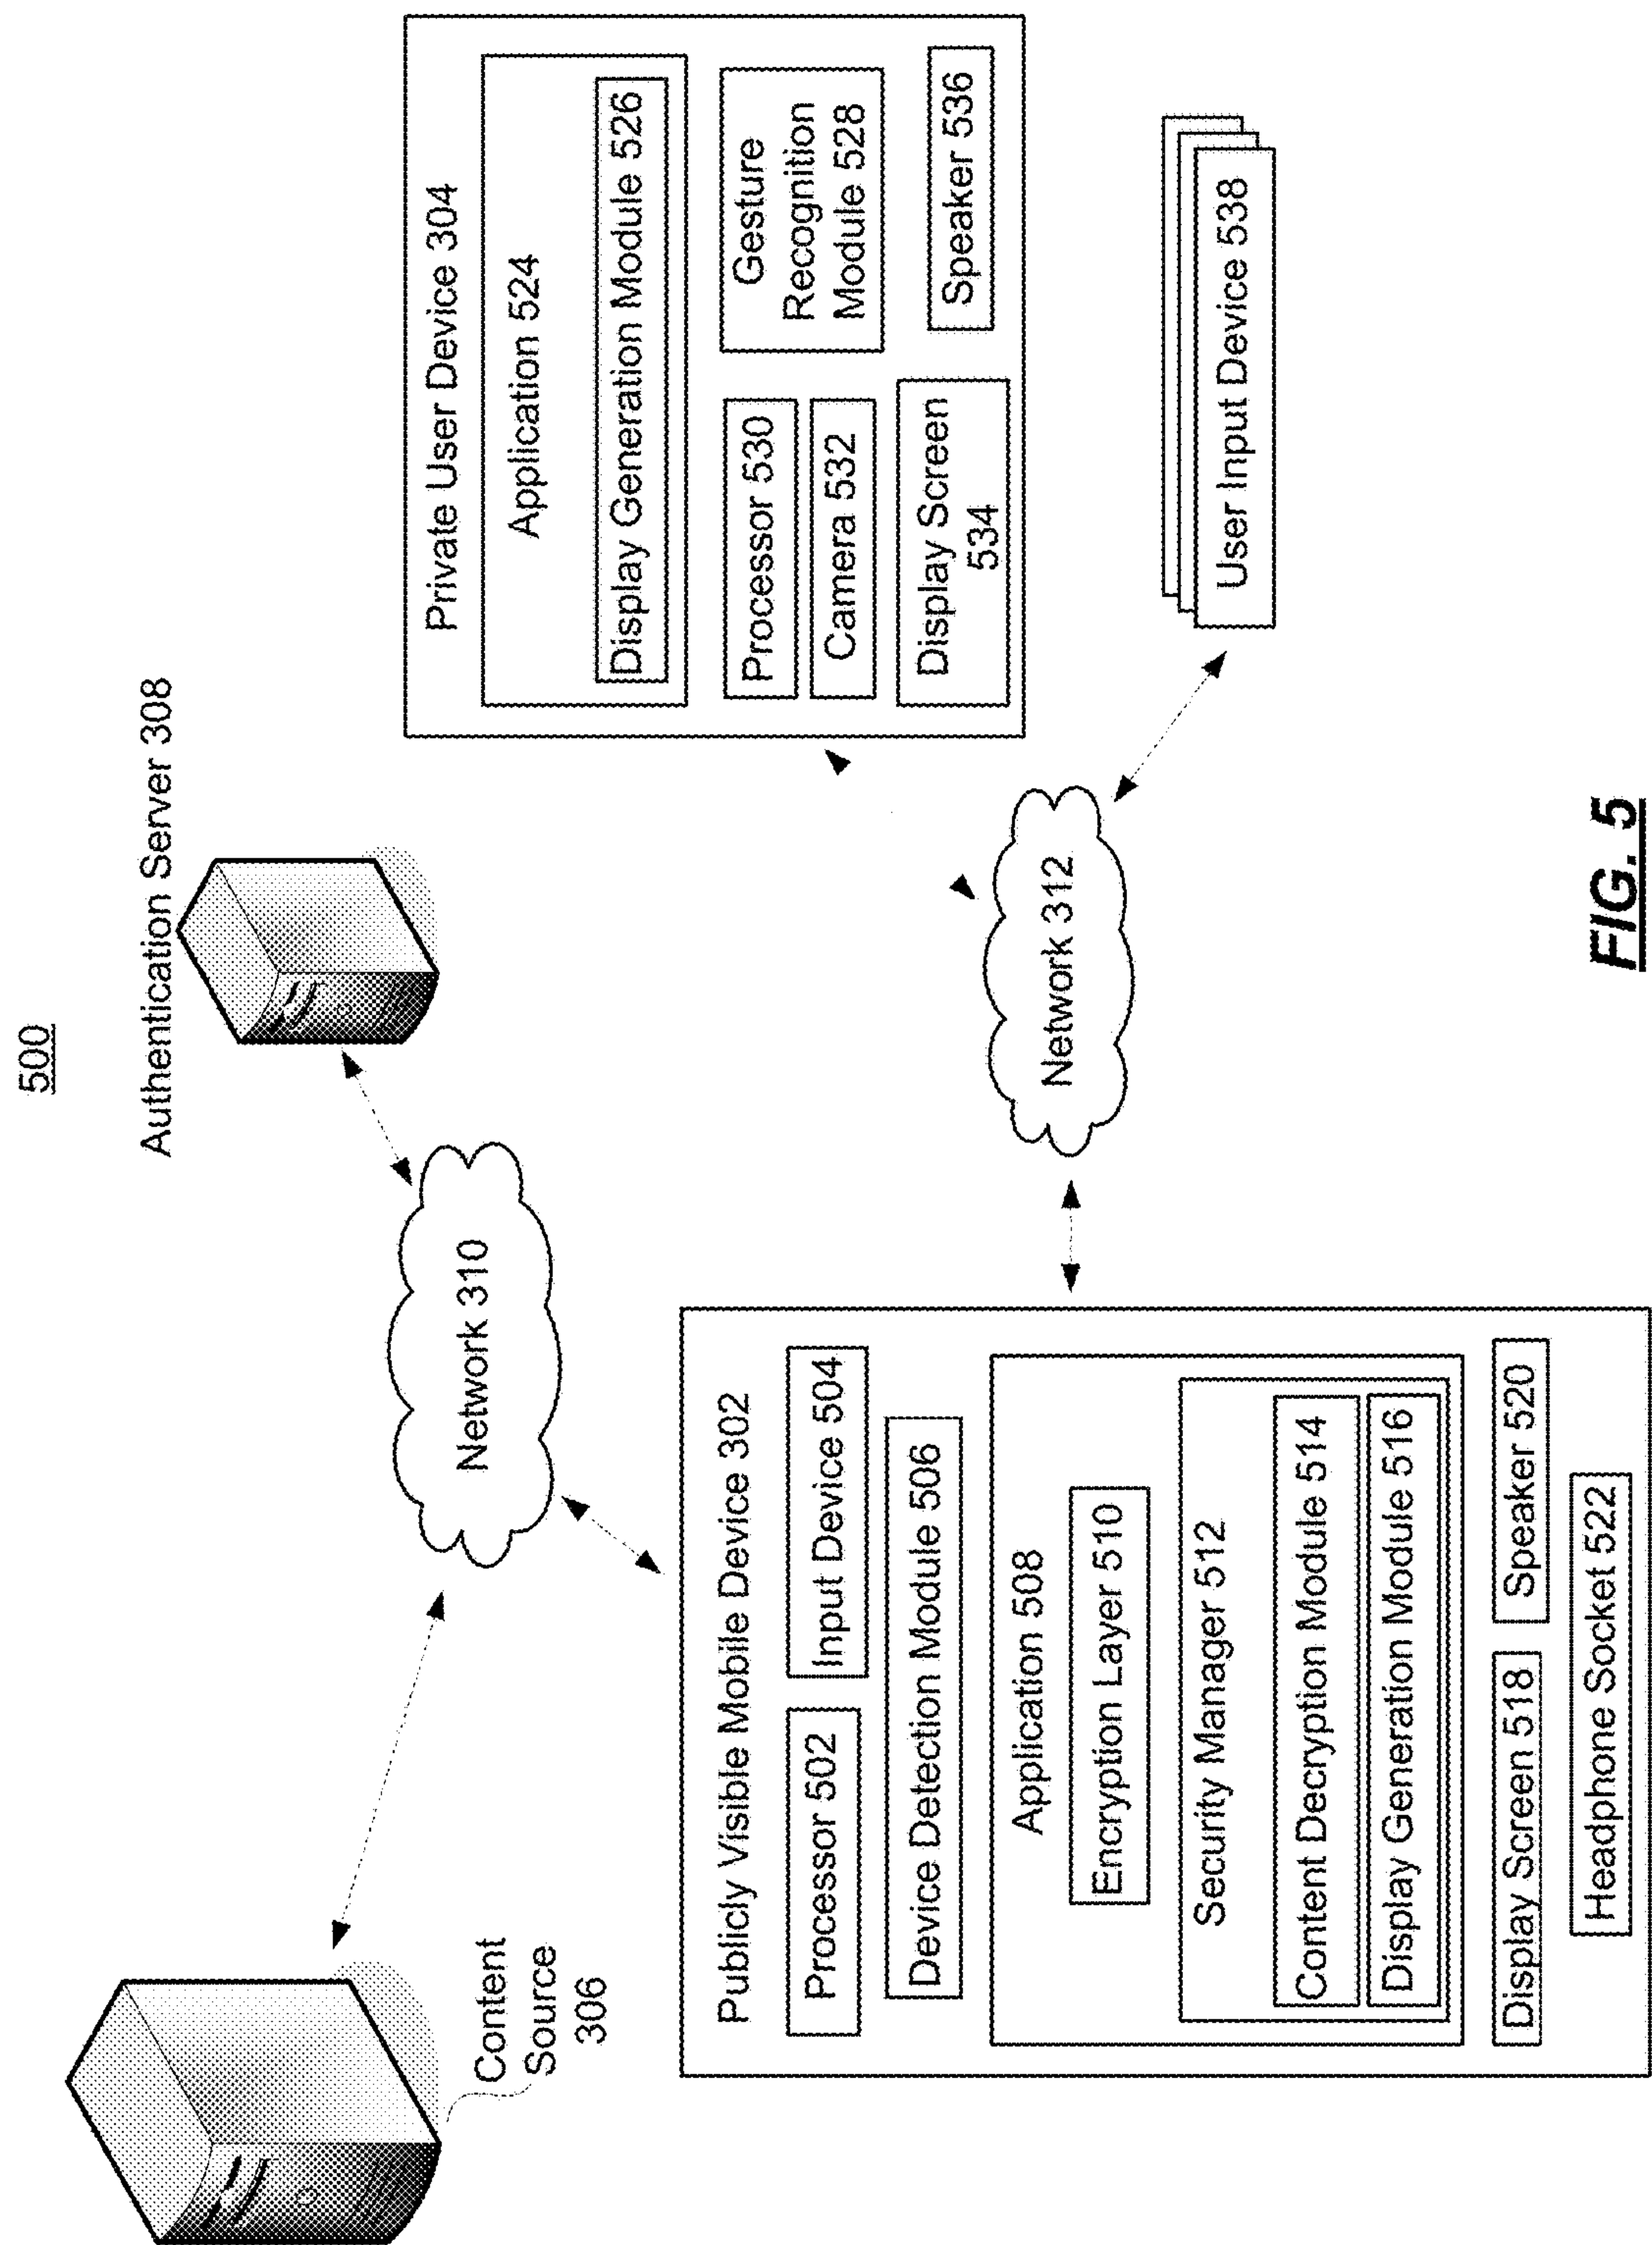 500
Authentication Server 308
Content
Source
306
Network 310
Private User Device 304
Application 524
Display Generation Module 526
Processor 530
Camera 532
Gesture
Recognition
Module 528
Display Screen
534
Speaker 536
Publicly Visible Mobile Device 302
Processor 502
Input Device 504
Device Detection Module 506
Application 508
Encryption Layer 510
Security Manager 512
Content Decryption Module 514
Display Generation Module 516
Display Screen 518
Speaker 520
Headphone Socket 522
Network 312
User Input Device 538
FIG. 5